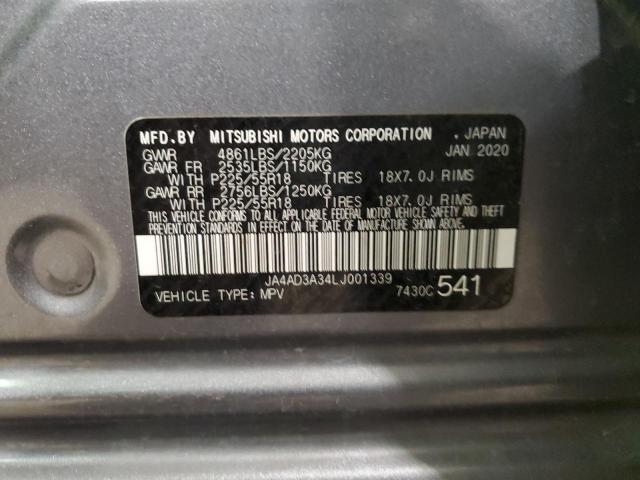 MFD.BY MITSUBISHI MOTORS CORPORATION . JAPAN
GVWR 4861LBS/2205KG JAN 2020
GAWR FR 2535LBS/1150KG
WITH P225/55R18 TIRES 18X7.0J RIMS
GAWR RR 2756LBS/1250KG
WITH P225/55R18 TIRES 18X7.0J RIMS
THIS VEHICLE CONFORMS TO ALL APPLICABLE FEDERAL MOTOR VEHICLE SAFETY AND THEFT
PREVENTION STANDARDS IN EFFECT ON THE DATE OF MANUFACTURE SHOWN ABOVE.
JA4AD3A34LJ001339
VEHICLE TYPE: MPV 7430C 541